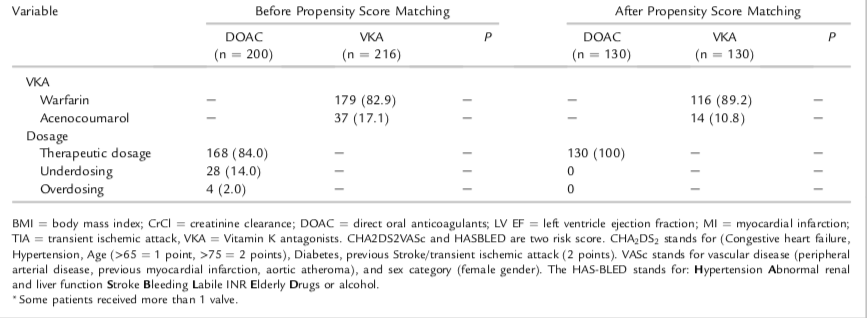 Variable Before Propensity Score Matching After Propensity Score Matching
DOAC VKA P DOAC VKA P
(n = 200) (n = 216) (n = 130) (n = 130)
VKA
Warfarin – 179 (82.9) – – 116 (89.2) –
Acenocoumarol – 37 (17.1) – – 14 (10.8) –
Dosage
Therapeutic dosage 168 (84.0) – – 130 (100) – –
Underdosing 28 (14.0) – – 0 – –
Overdosing 4 (2.0) – – 0 – –
BMI = body mass index; CrCl = creatinine clearance; DOAC = direct oral anticoagulants; LV EF = left ventricle ejection fraction; MI = myocardial infarction;
TIA = transient ischemic attack, VKA = Vitamin K antagonists. CHA2DS2VASc and HASBLED are two risk score. CHA₂DS₂ stands for (Congestive heart failure,
Hypertension, Age (>65 = 1 point, >75 = 2 points), Diabetes, previous Stroke/transient ischemic attack (2 points). VASc stands for vascular disease (peripheral
arterial disease, previous myocardial infarction, aortic atheroma), and sex category (female gender). The HAS-BLED stands for: Hypertension Abnormal renal
and liver function Stroke Bleeding Labile INR Elderly Drugs or alcohol.
* Some patients received more than 1 valve.